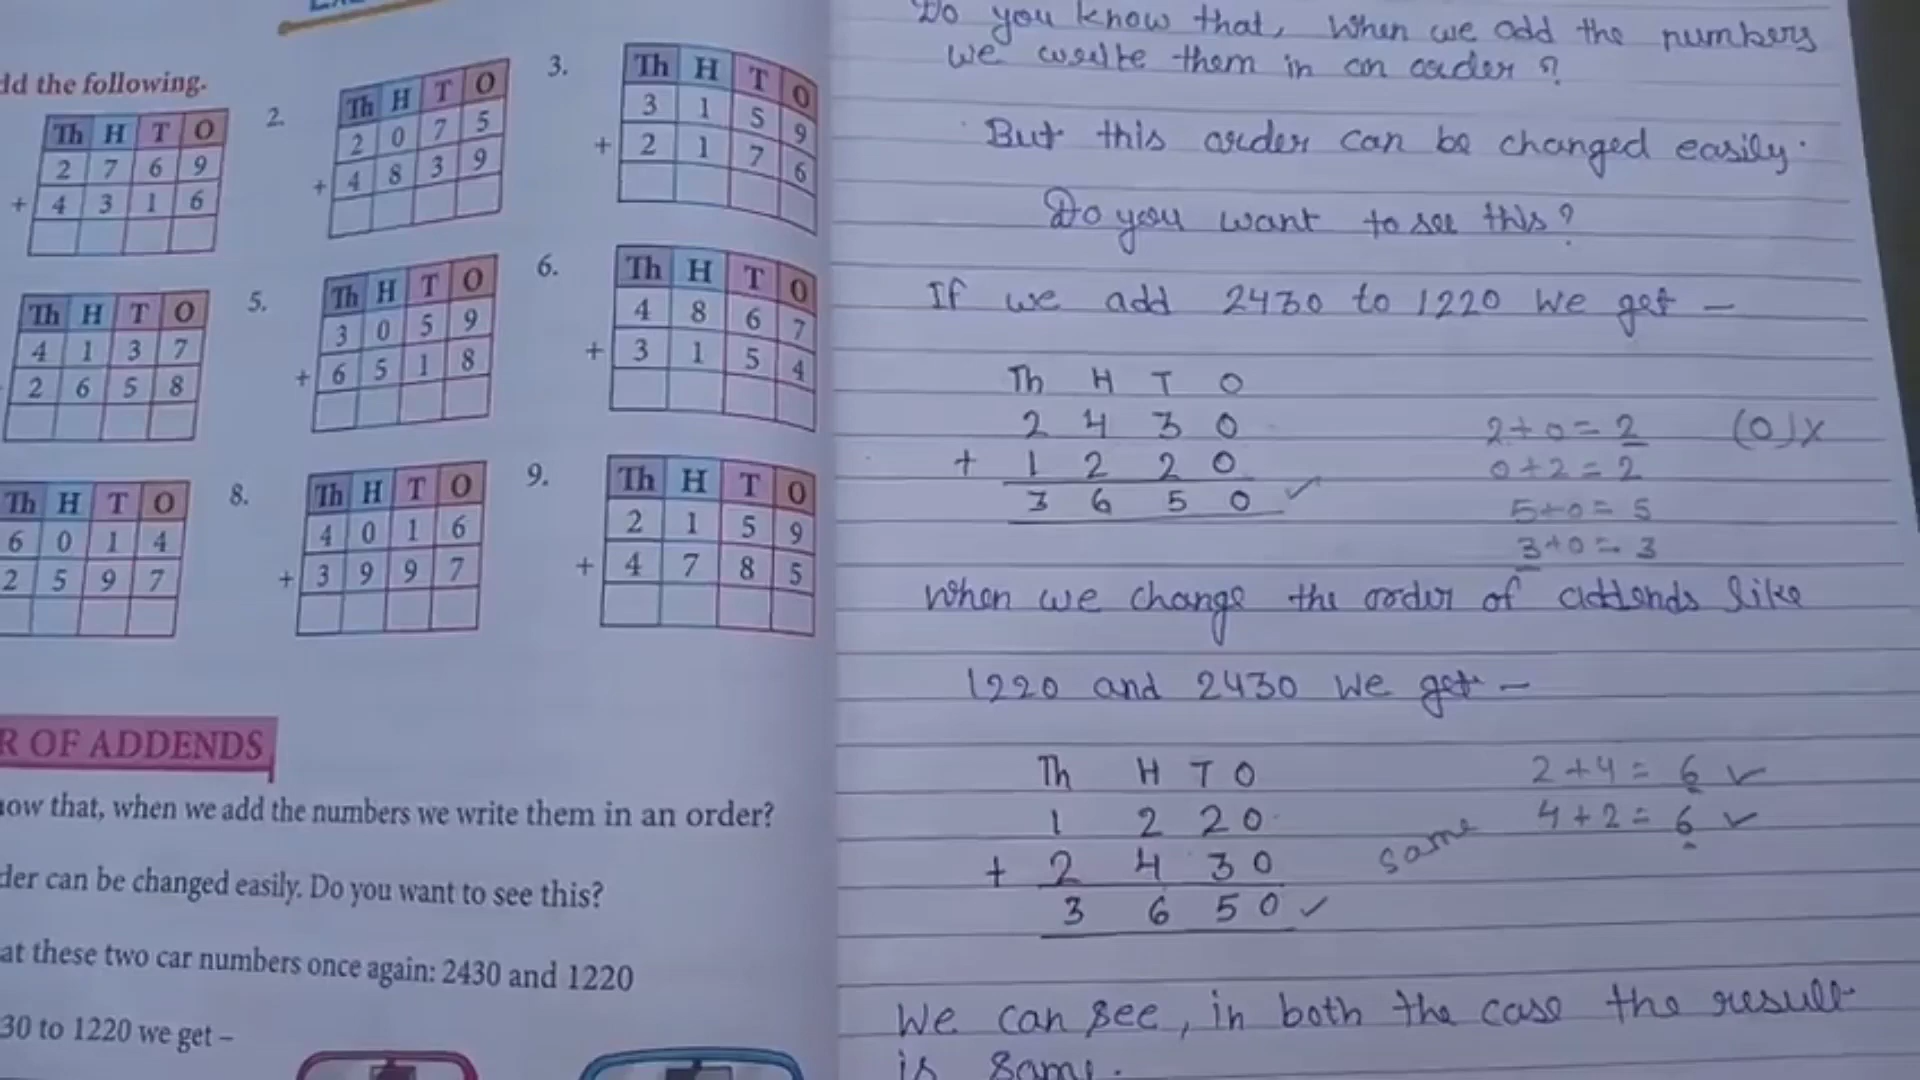 dd the following.
Th H T O
2 7 6 9
+ 4 3 1 6
2.
Th H T O
2 0 7 5
+ 4 8 3 9
3.
Th H T O
3 1 5 9
+ 2 1 7 6
Th H T O
4 1 3 7
2 6 5 8
5.
Th H T O
3 0 5 9
+ 6 5 1 8
6.
Th H T O
4 8 6 7
+ 3 1 5 4
Th H T O
6 0 1 4
2 5 9 7
8.
Th H T O
4 0 1 6
+ 3 9 9 7
9.
Th H T O
2 1 5 9
+ 4 7 8 5
R OF ADDENDS
ow that, when we add the numbers we write them in an order?
der can be changed easily. Do you want to see this?
at these two car numbers once again: 2430 and 1220
30 to 1220 we get –
Do you know that, When we add the numbers
we write them in an order?
But this order can be changed easily.
Do you want to see this?
If we add 2430 to 1220 we get –
Th H T O
2 4 3 0
+ 1 2 2 0
3 6 5 0 ✓
2+0=2 (0)x
0+2=2
5+0=5
3+0=3
When we change the order of addends like
1220 and 2430 we get –
Th H T O
1 2 2 0
+ 2 4 3 0
3 6 5 0 ✓
2+4=6 ✓
4+2=6 ✓
same
We can see, in both the case the result
is same.